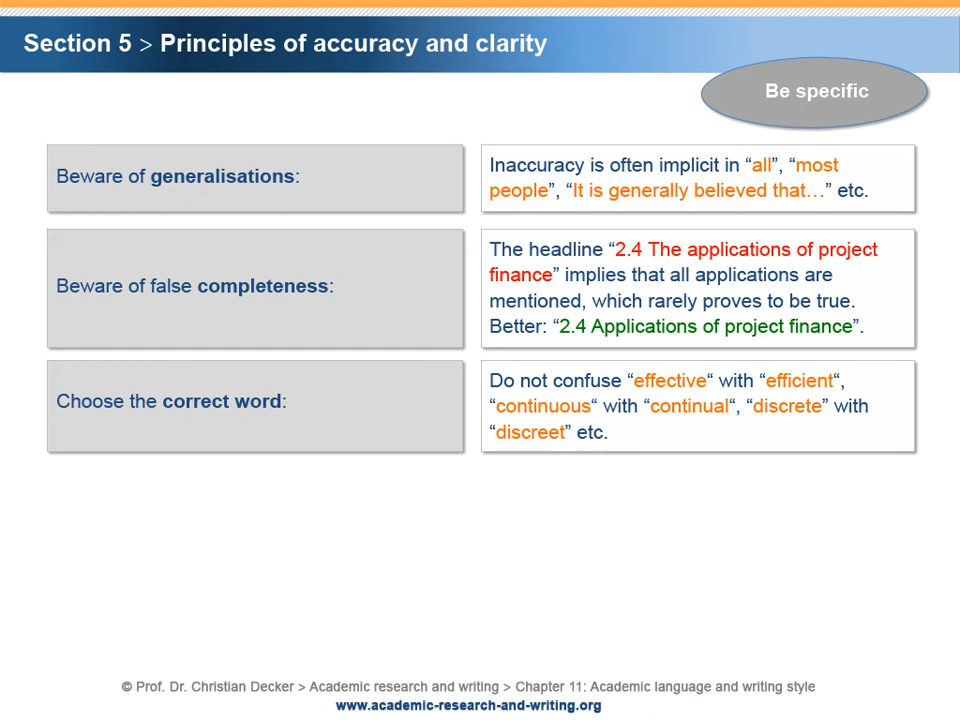 Section 5 > Principles of accuracy and clarity
Be specific
Beware of generalisations:
Inaccuracy is often implicit in “all”, “most
people”, “It is generally believed that…” etc.
Beware of false completeness:
The headline “2.4 The applications of project
finance” implies that all applications are
mentioned, which rarely proves to be true.
Better: “2.4 Applications of project finance”.
Choose the correct word:
Do not confuse “effective“ with “efficient“,
“continuous“ with “continual“, “discrete” with
“discreet” etc.
© Prof. Dr. Christian Decker > Academic research and writing > Chapter 11: Academic language and writing style
www.academic-research-and-writing.org